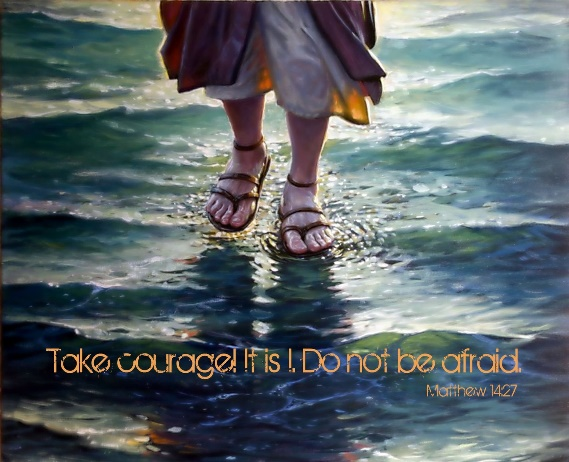 Take courage! It is I. Do not be afraid.
Matthew 14:27